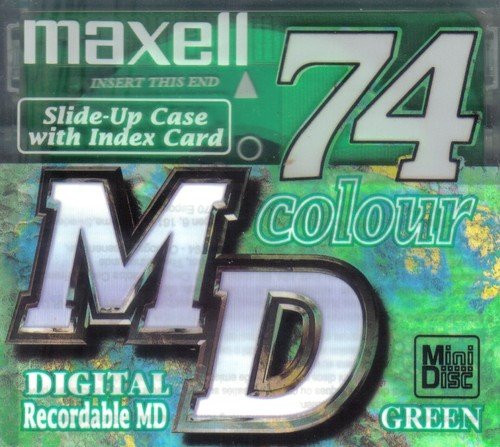 maxell
INSERT THIS END
74
Slide-Up Case
with Index Card
colour
MD
DIGITAL
Recordable MD
Mini
Disc
GREEN